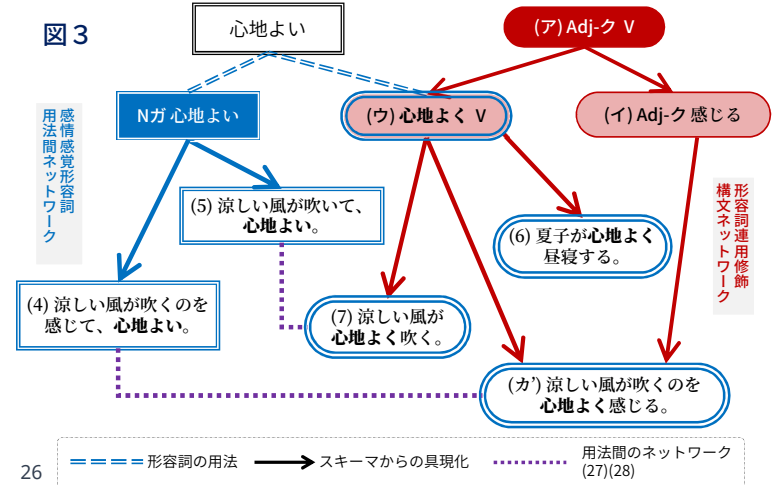 図３
心地よい
(ア) Adj-ク V
Nガ 心地よい
(ウ) 心地よく V
(イ) Adj-ク 感じる
感情感覚形容詞
用法間ネットワーク
(5) 涼しい風が吹いて、
心地よい。
(6) 夏子が心地よく
昼寝する。
形容詞連用修飾
構文ネットワーク
(4) 涼しい風が吹くのを
感じて、心地よい。
(7) 涼しい風が
心地よく吹く。
(カ’) 涼しい風が吹くのを
心地よく感じる。
形容詞の用法
スキーマからの具現化
用法間のネットワーク
(27)(28)
26